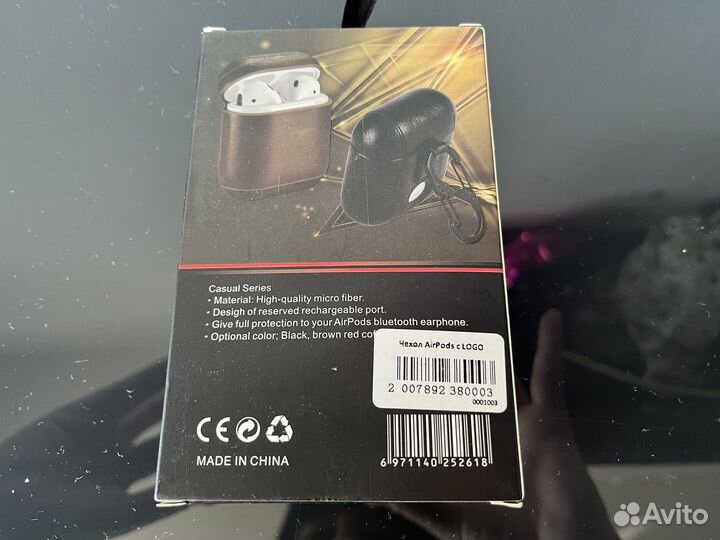 Casual Series
• Material: High-quality micro fiber.
• Desigh of reserved rechargeable port.
• Give full protection to your AirPods bluetooth earphone.
• Optional color; Black, brown red
Чехол AirPods с LOGO
2 007892 380003
0001003
CE
MADE IN CHINA
6 971140 252618
Avito